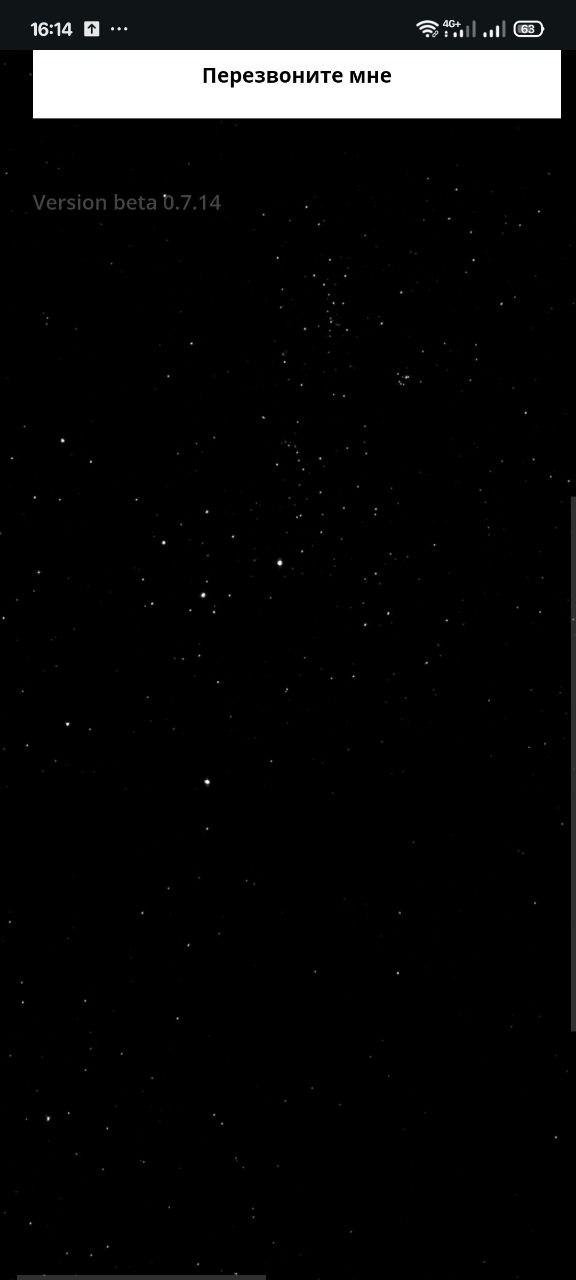 16:14
4G+
63
Перезвоните мне
Version beta 0.7.14